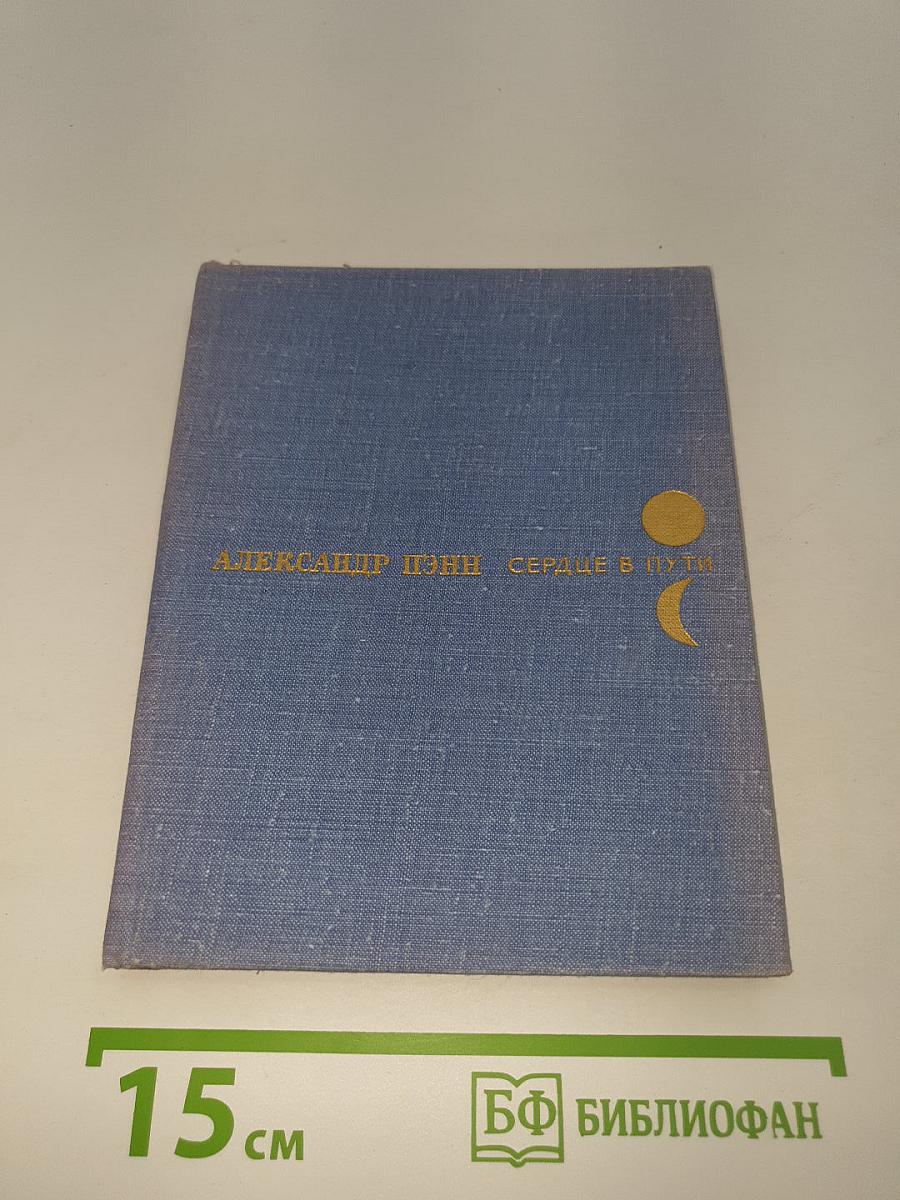 АЛЕКСАНДР ПЭНН СЕРДЦЕ В ПУТИ
15 см
БФ БИБЛИОФАН